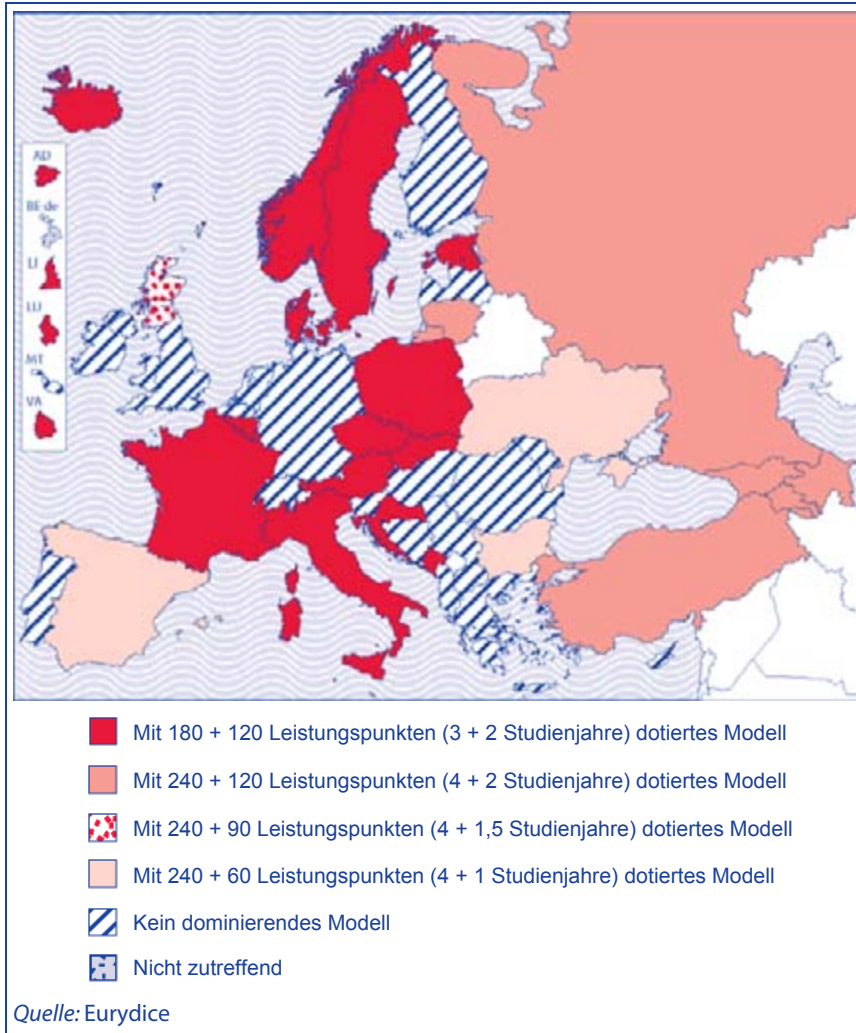 AD
BE-de
LI
LU
MT
VA
Mit 180 + 120 Leistungspunkten (3 + 2 Studienjahre) dotiertes Modell
Mit 240 + 120 Leistungspunkten (4 + 2 Studienjahre) dotiertes Modell
Mit 240 + 90 Leistungspunkten (4 + 1,5 Studienjahre) dotiertes Modell
Mit 240 + 60 Leistungspunkten (4 + 1 Studienjahre) dotiertes Modell
Kein dominierendes Modell
Nicht zutreffend
Quelle: Eurydice